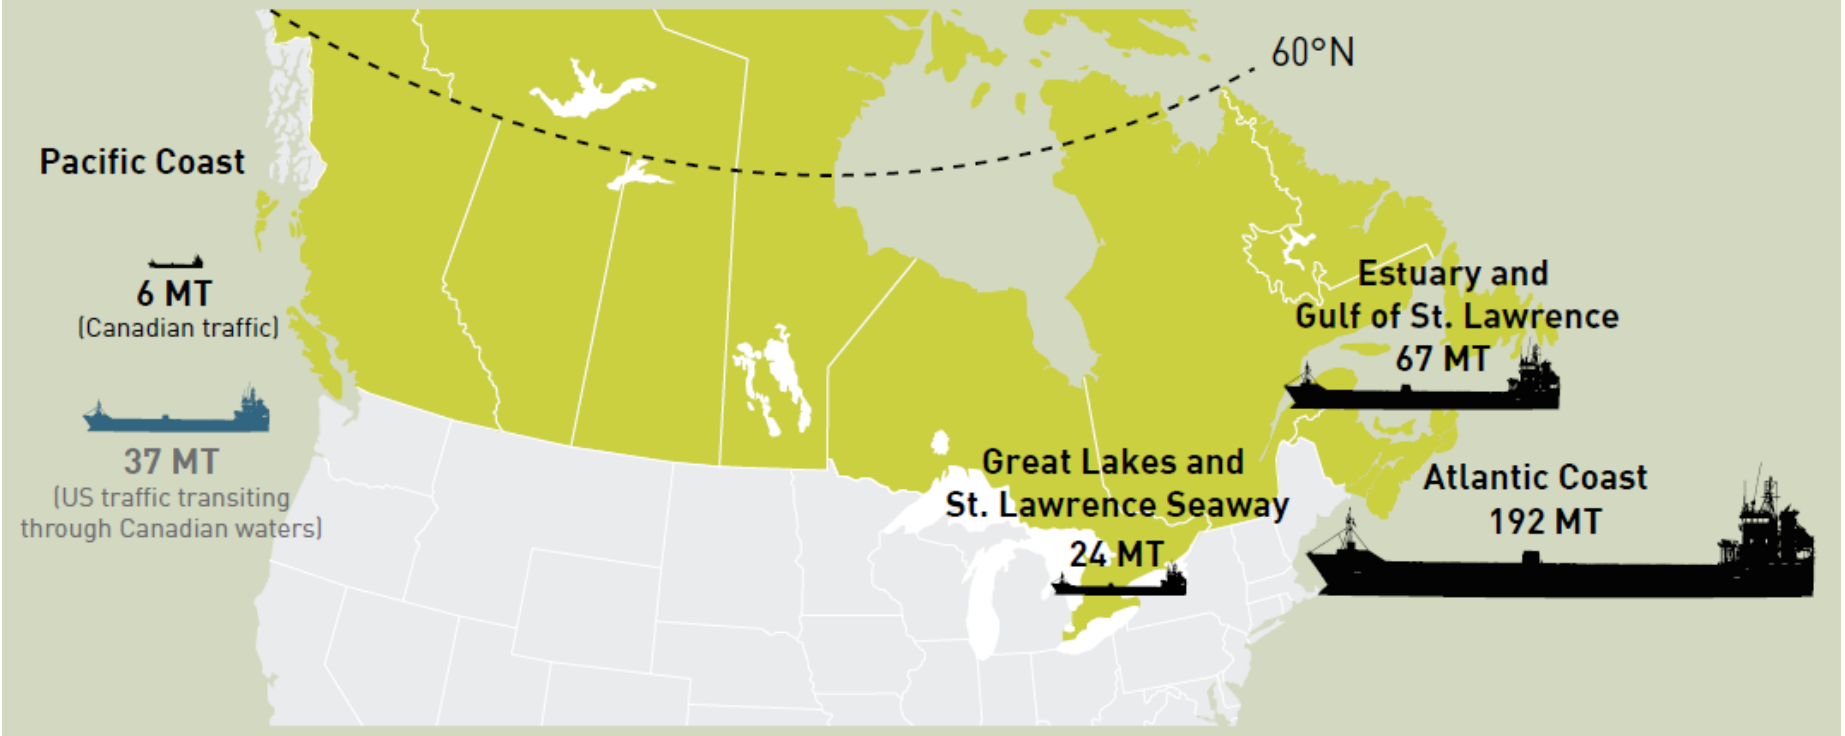 60°N
Pacific Coast
6 MT
(Canadian traffic)
37 MT
(US traffic transiting
through Canadian waters)
Estuary and
Gulf of St. Lawrence
67 MT
Great Lakes and
St. Lawrence Seaway
24 MT
Atlantic Coast
192 MT